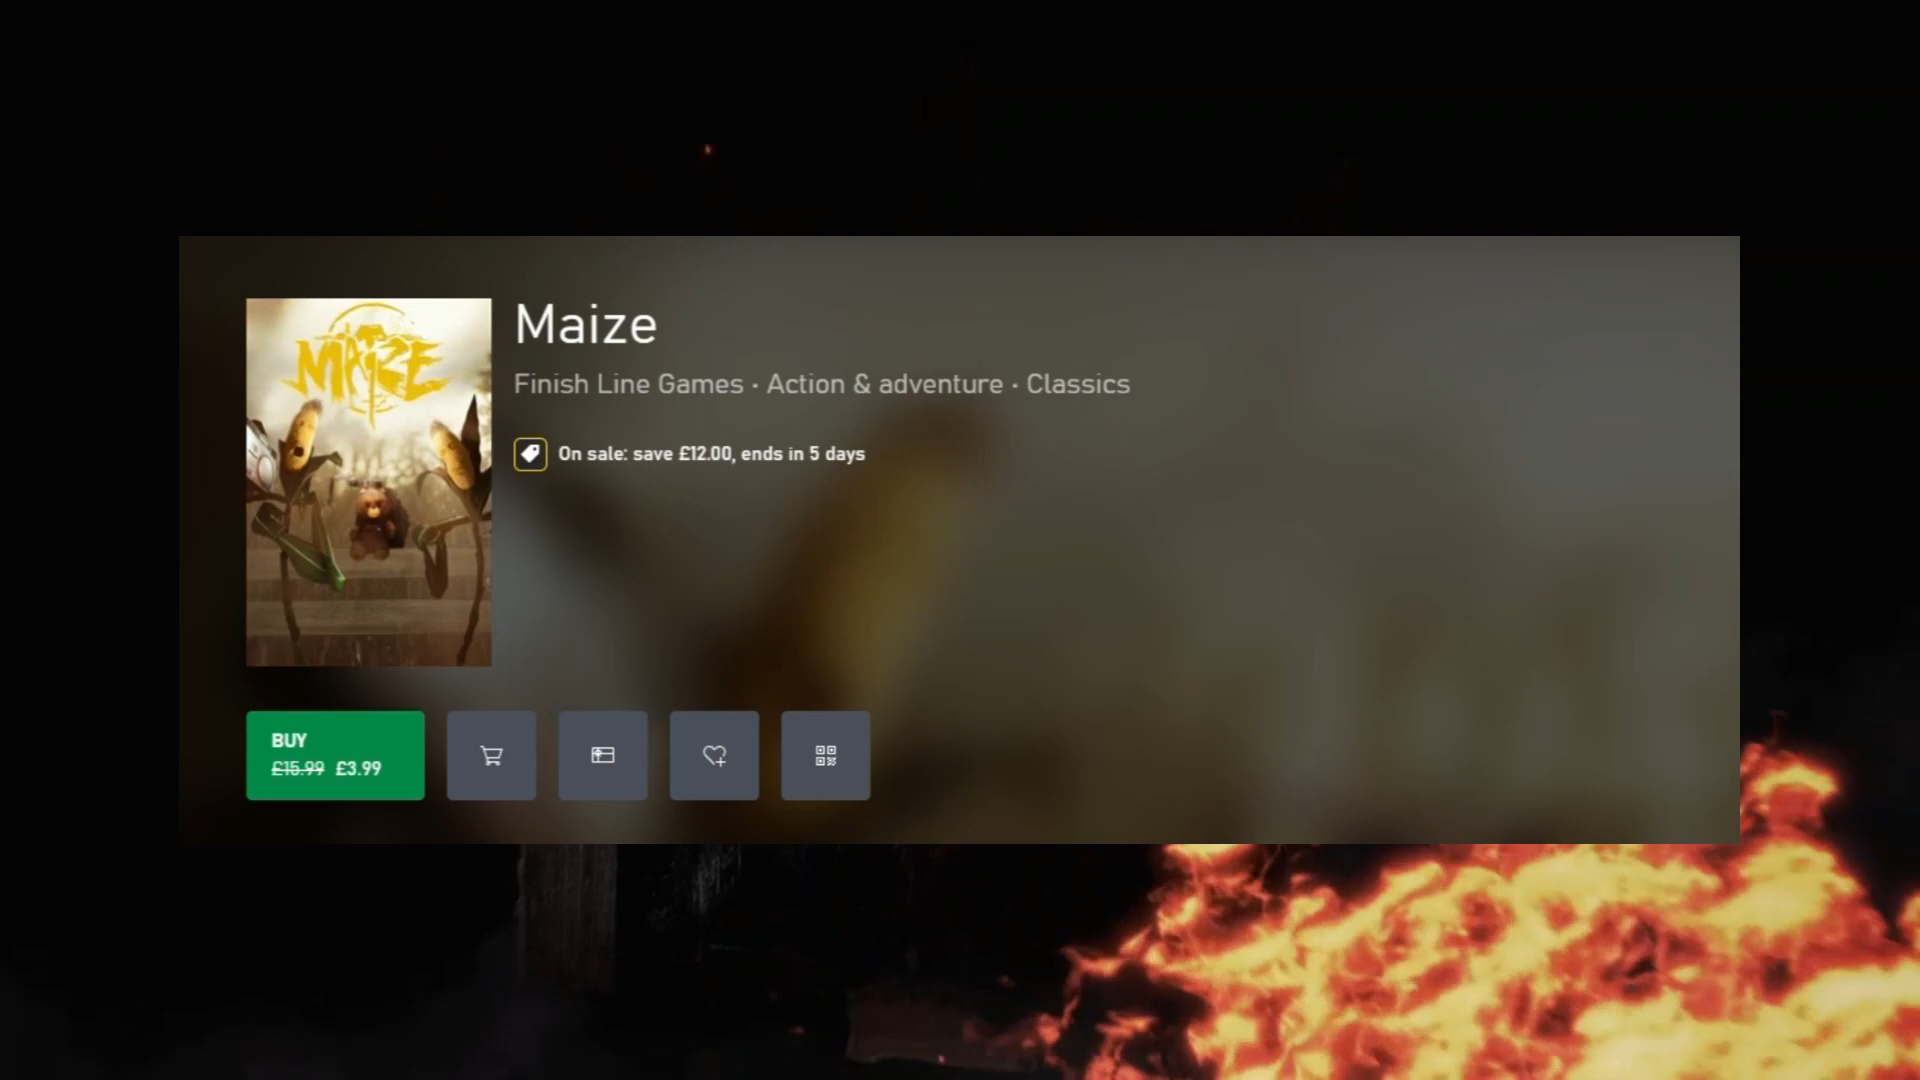 MAIZE
Maize
Finish Line Games · Action & adventure · Classics
On sale: save £12.00, ends in 5 days
BUY
£15.99 £3.99